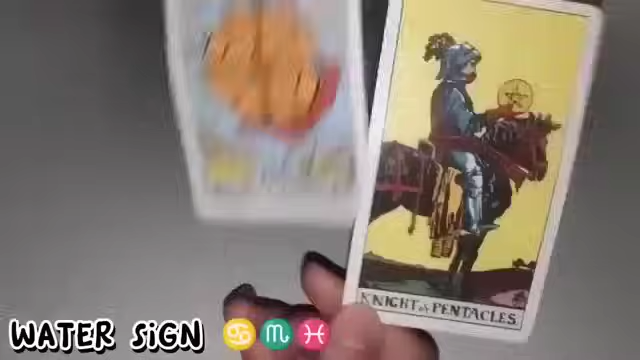 KNIGHT of PENTACLES.
WATER SIGN ♋ ♏ ♓